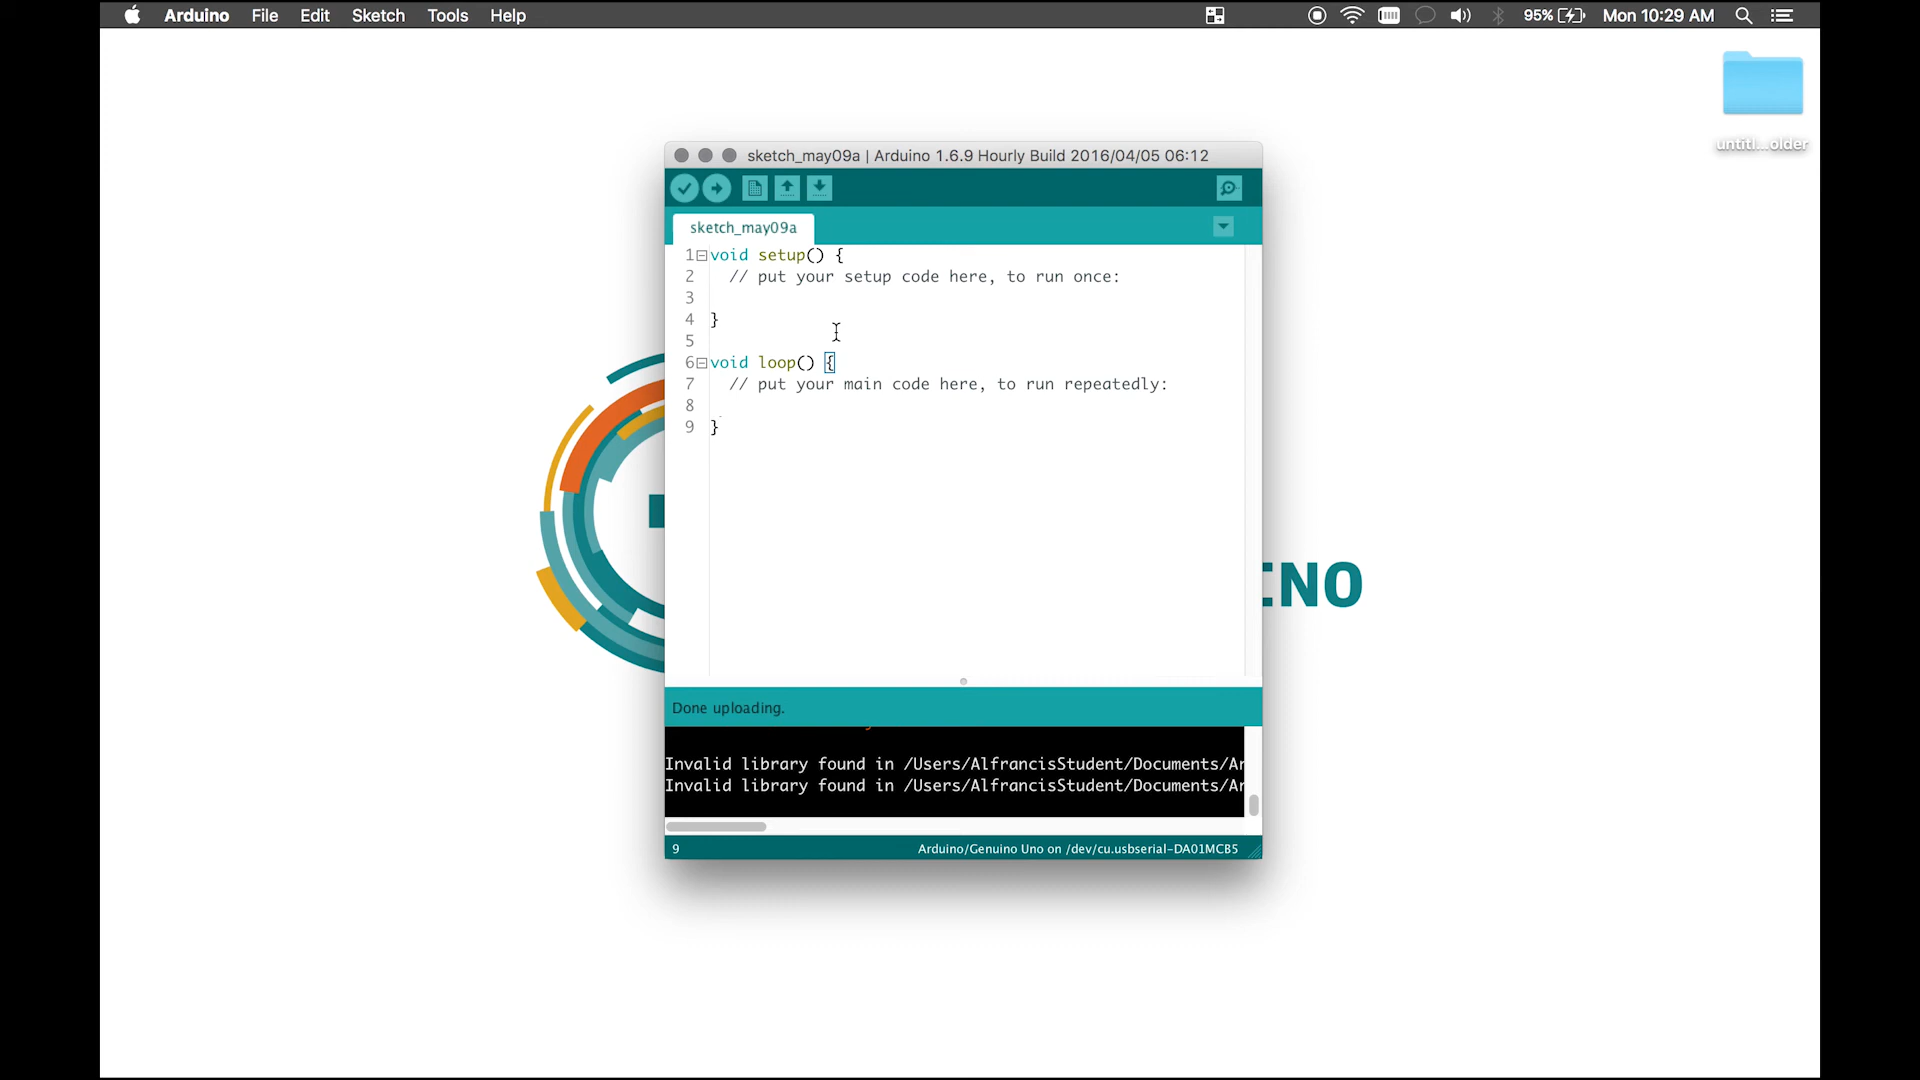 Arduino File Edit Sketch Tools Help 95% Mon 10:29 AM
untitl...older
sketch_may09a | Arduino 1.6.9 Hourly Build 2016/04/05 06:12
sketch_may09a
1 void setup() {
2 // put your setup code here, to run once:
3
4 }
5
6 void loop() {
7 // put your main code here, to run repeatedly:
8
9 }
NO
Done uploading.
Invalid library found in /Users/AlfrancisStudent/Documents/Ar
Invalid library found in /Users/AlfrancisStudent/Documents/Ar
9 Arduino/Genuino Uno on /dev/cu.usbserial-DA01MCB5